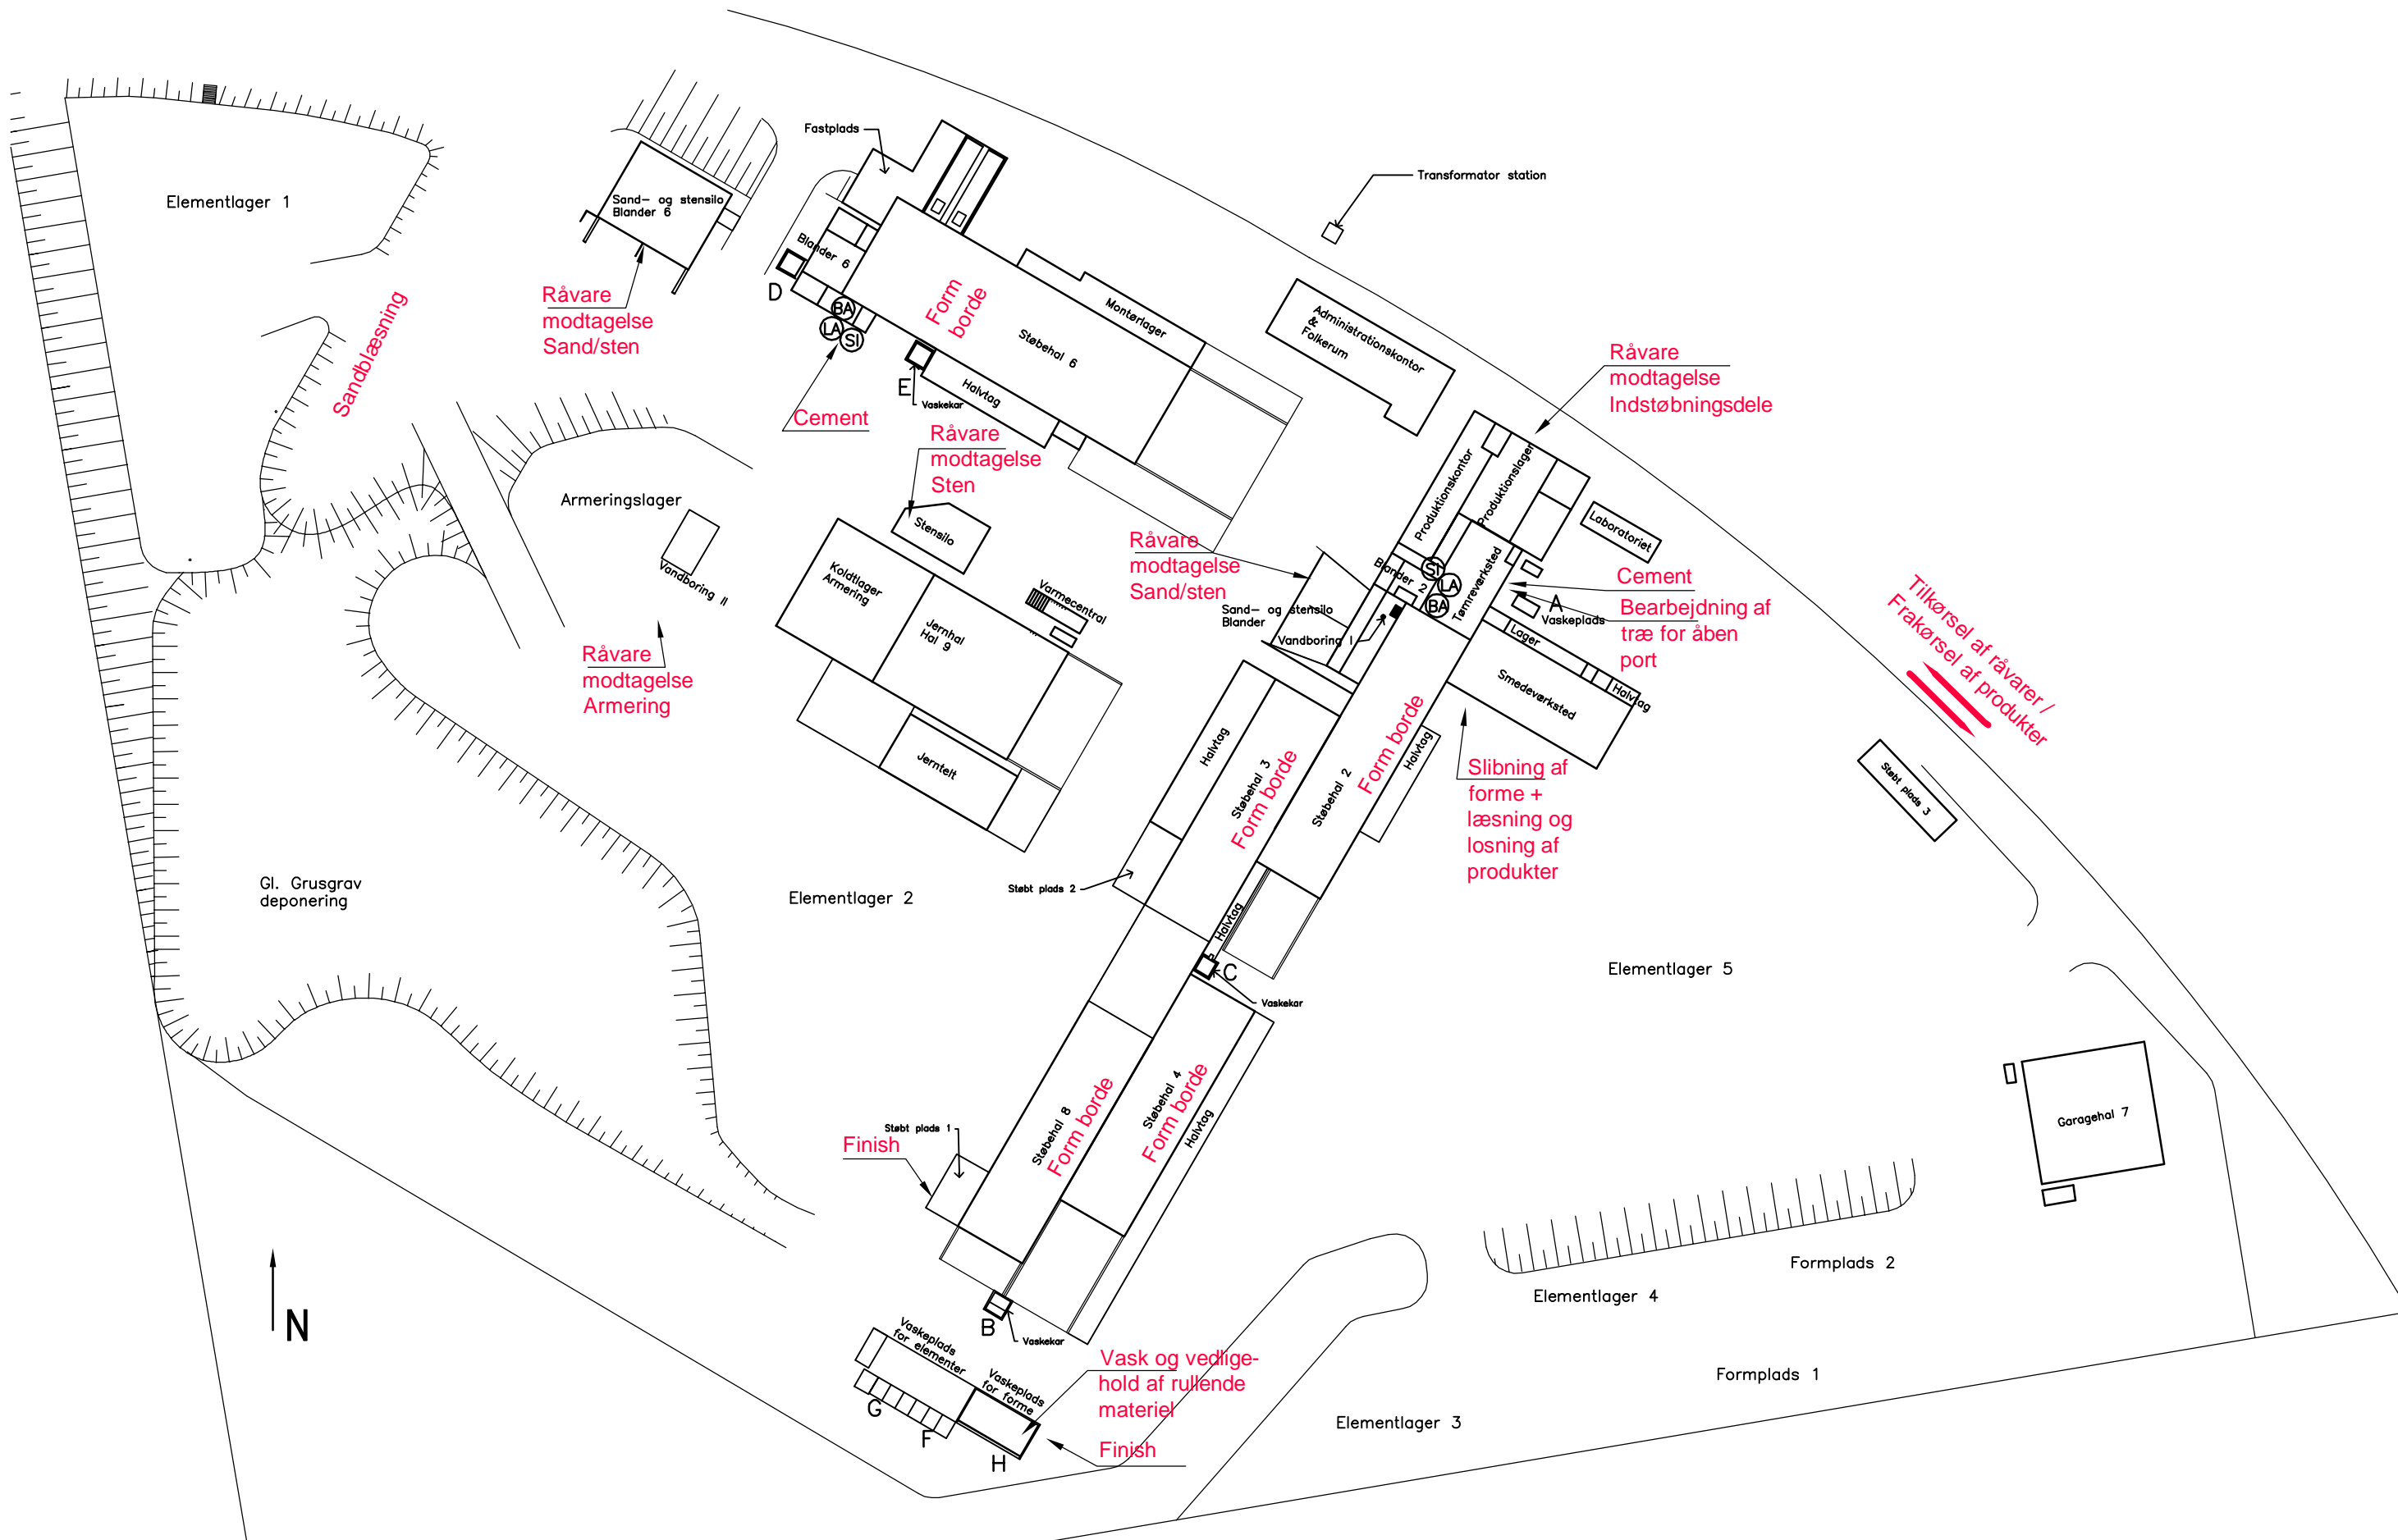 Fastplads
Transformator station
Elementlager 1
Sand- og stensilo
Blander 6
Blander 6
D
BA
LA
SI
Råvare
modtagelse
Sand/sten
Sandblæsning
Form
borde
Montørlager
Støbehal 6
Administrationskontor
&
Folkerum
E
Vaskekar
Halvtag
Cement
Råvare
modtagelse
Indstøbningsdele
Råvare
modtagelse
Sten
Armeringslager
Stensilo
Vandboring II
Koldtlager
Armering
Jernhal
Hal 9
Varmecentral
Jerntelt
Råvare
modtagelse
Armering
Råvare
modtagelse
Sand/sten
Sand- og stensilo
Blander
Vandboring I
Produktionskontor
Produktionslager
Laboratoriet
Blander 2
SI
LA
BA
Tømreværksted
Cement
A
Vaskeplads
Bearbejdning af
træ for åben
port
Lager
Halvtag
Smedeværksted
Tilkørsel af råvarer /
Frakørsel af produkter
Halvtag
Støbehal 3
Form borde
Støbehal 2
Form borde
Halvtag
Slibning af
forme +
læsning og
losning af
produkter
Støbt plads 3
Gl. Grusgrav
deponering
Elementlager 2
Støbt plads 2
Halvtag
C
Vaskekar
Elementlager 5
Støbehal 8
Form borde
Støbehal 4
Form borde
Halvtag
Støbt plads 1
Finish
Garagehal 7
Formplads 2
Elementlager 4
N
B
Vaskekar
Vaskeplads
for elementer
Vaskeplads
for forme
G
F
H
Vask og vedlige-
hold af rullende
materiel
Finish
Formplads 1
Elementlager 3